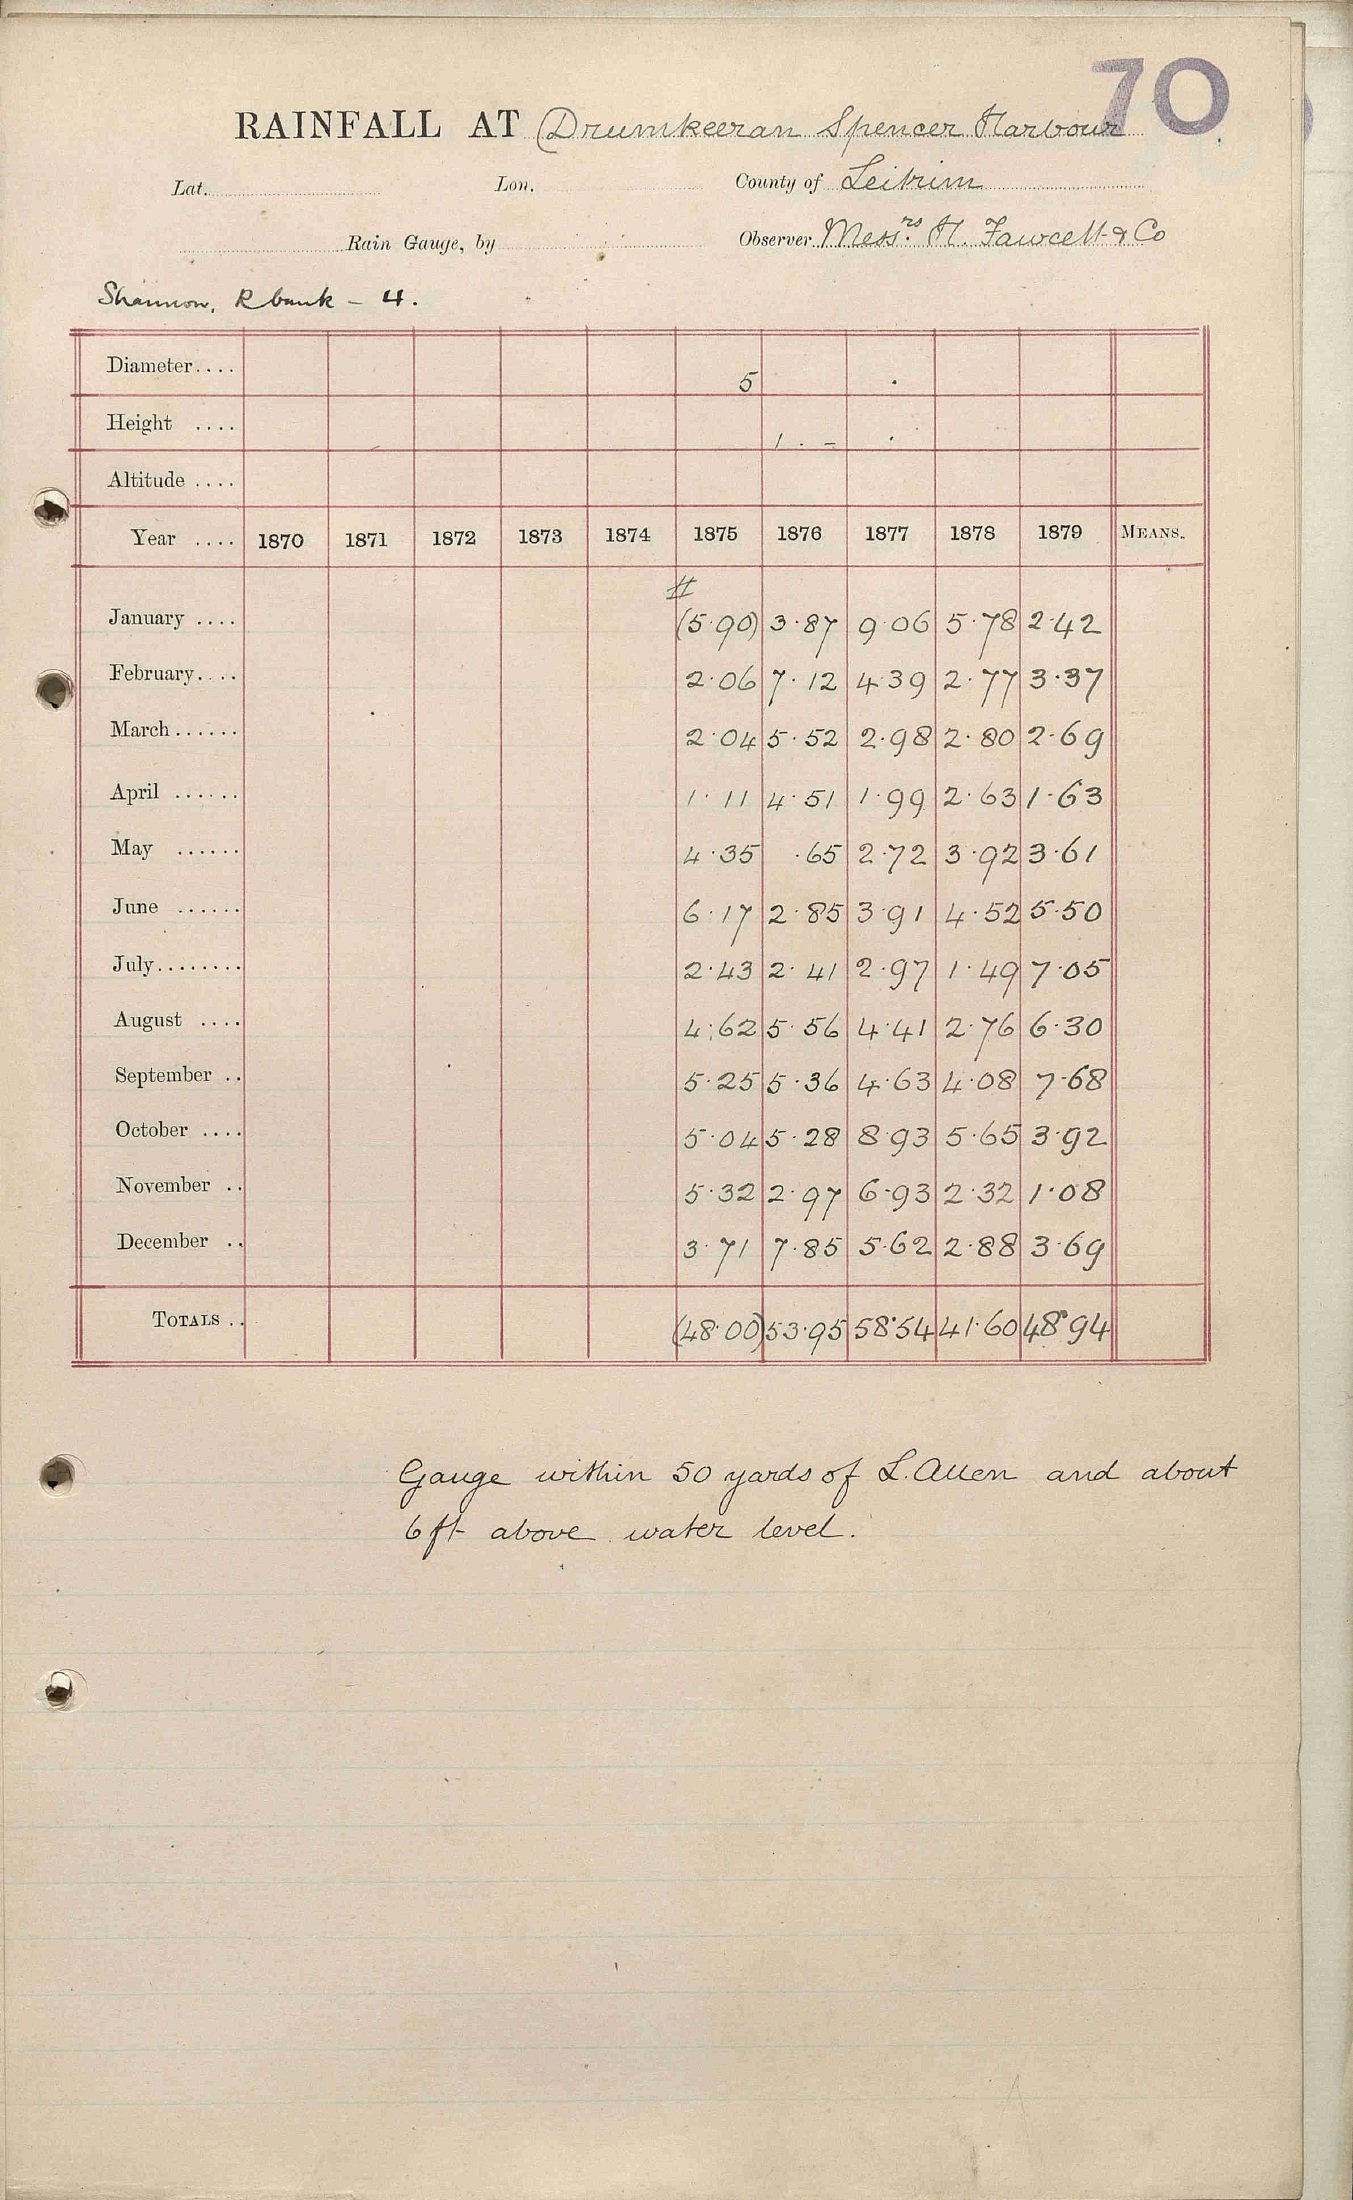 70
RAINFALL AT (Drumkeeran Spencer Harbour
Lat. Lon. County of Leitrim
Rain Gauge, by Observer Messrs. H. Fawcett & Co
Shannon, R bank - 4.
Diameter.... 5
Height .... 1 . -
Altitude ....
Year .... 1870 1871 1872 1873 1874 1875 1876 1877 1878 1879 MEANS.
#
January .... (5.90) 3.87 9.06 5.78 2.42
February.... 2.06 7.12 4.39 2.77 3.37
March...... 2.04 5.52 2.98 2.80 2.69
April ...... 1.11 4.51 1.99 2.63 1.63
May ...... 4.35 .65 2.72 3.92 3.61
June ...... 6.17 2.85 3.91 4.52 5.50
July........ 2.43 2.41 2.97 1.49 7.05
August .... 4.62 5.56 4.41 2.76 6.30
September .. 5.25 5.36 4.63 4.08 7.68
October .... 5.04 5.28 8.93 5.65 3.92
November .. 5.32 2.97 6.93 2.32 1.08
December .. 3.71 7.85 5.62 2.88 3.69
TOTALS .. (48.00) 53.95 58.54 41.60 48.94
Gauge within 50 yards of L. Allen and about
6 ft above water level.